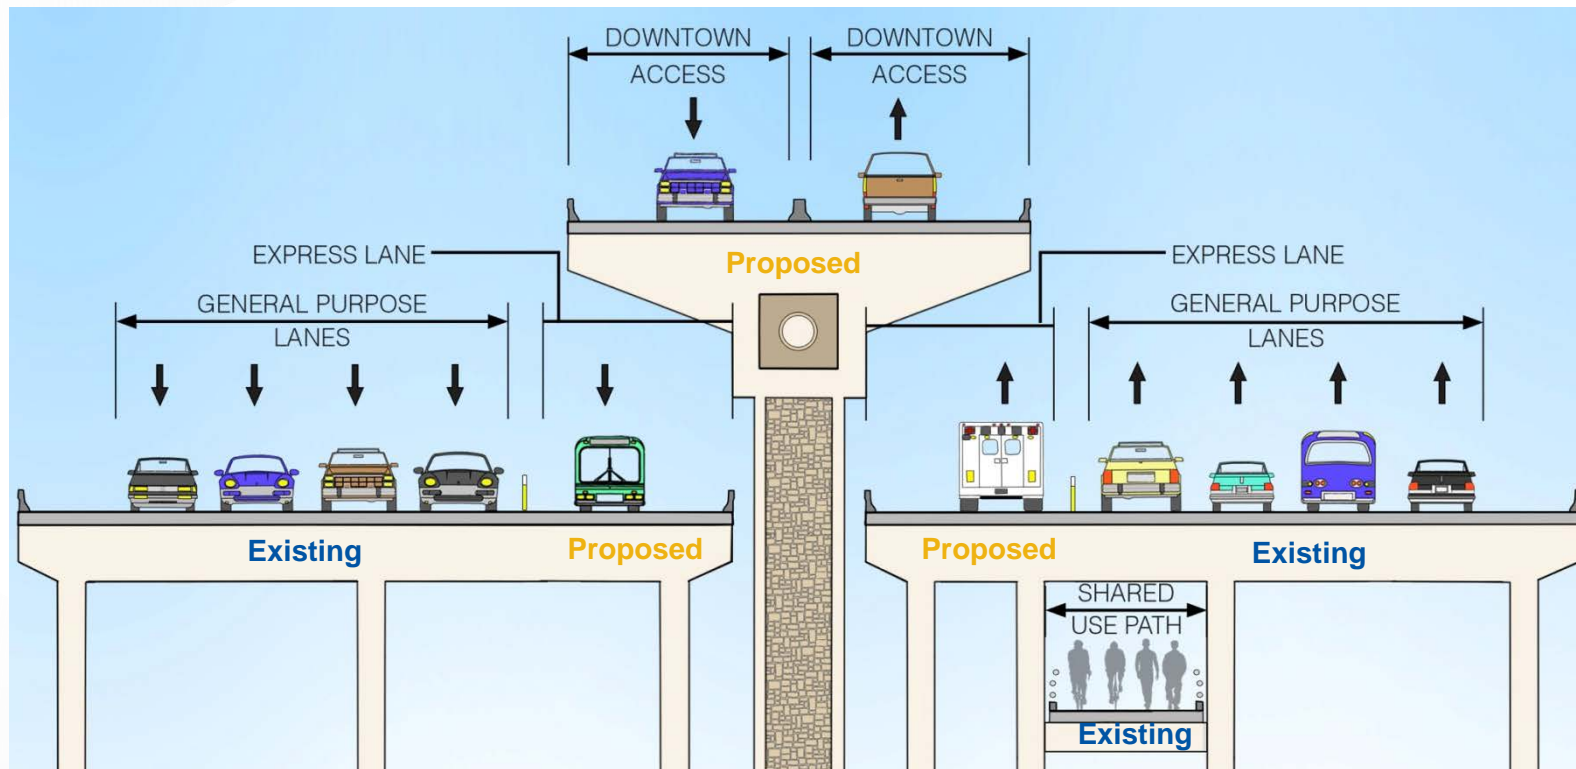 DOWNTOWN
ACCESS
DOWNTOWN
ACCESS
Proposed
EXPRESS LANE
EXPRESS LANE
GENERAL PURPOSE
LANES
GENERAL PURPOSE
LANES
Existing
Proposed
Proposed
Existing
SHARED
USE PATH
Existing